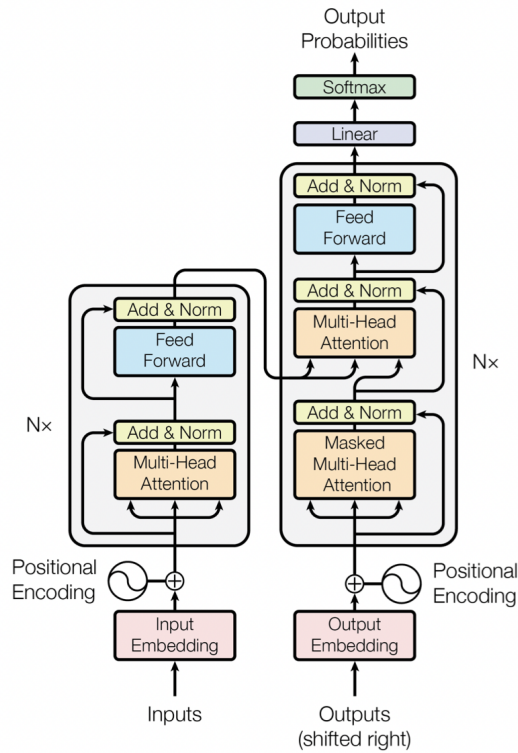 Output
Probabilities
Softmax
Linear
Add & Norm
Feed
Forward
Add & Norm
Multi-Head
Attention
Add & Norm
Masked
Multi-Head
Attention
N×
Add & Norm
Feed
Forward
Add & Norm
Multi-Head
Attention
N×
Positional
Encoding
Positional
Encoding
Input
Embedding
Output
Embedding
Inputs
Outputs
(shifted right)